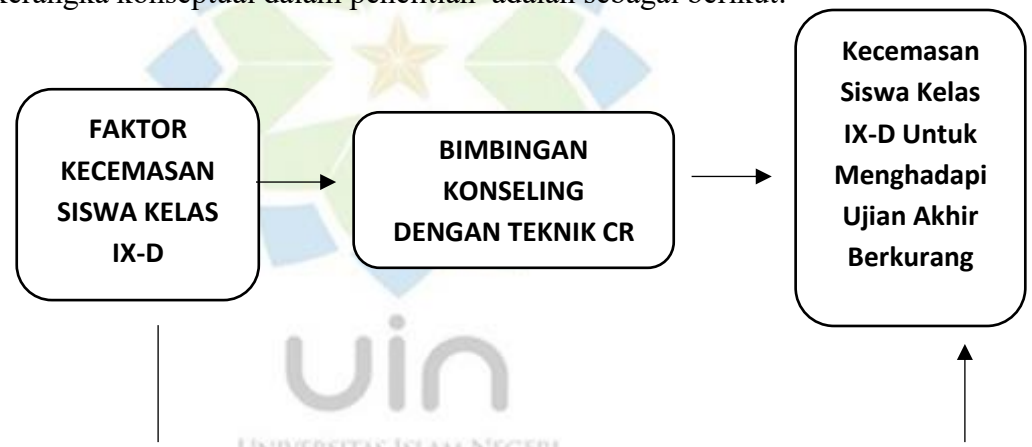 kerangka konseptual dalam penelitian adalah sebagai berikut:
FAKTOR
KECEMASAN
SISWA KELAS
IX-D
BIMBINGAN
KONSELING
DENGAN TEKNIK CR
Kecemasan
Siswa Kelas
IX-D Untuk
Menghadapi
Ujian Akhir
Berkurang
uin
UNIVERSITAS ISLAM NEGERI